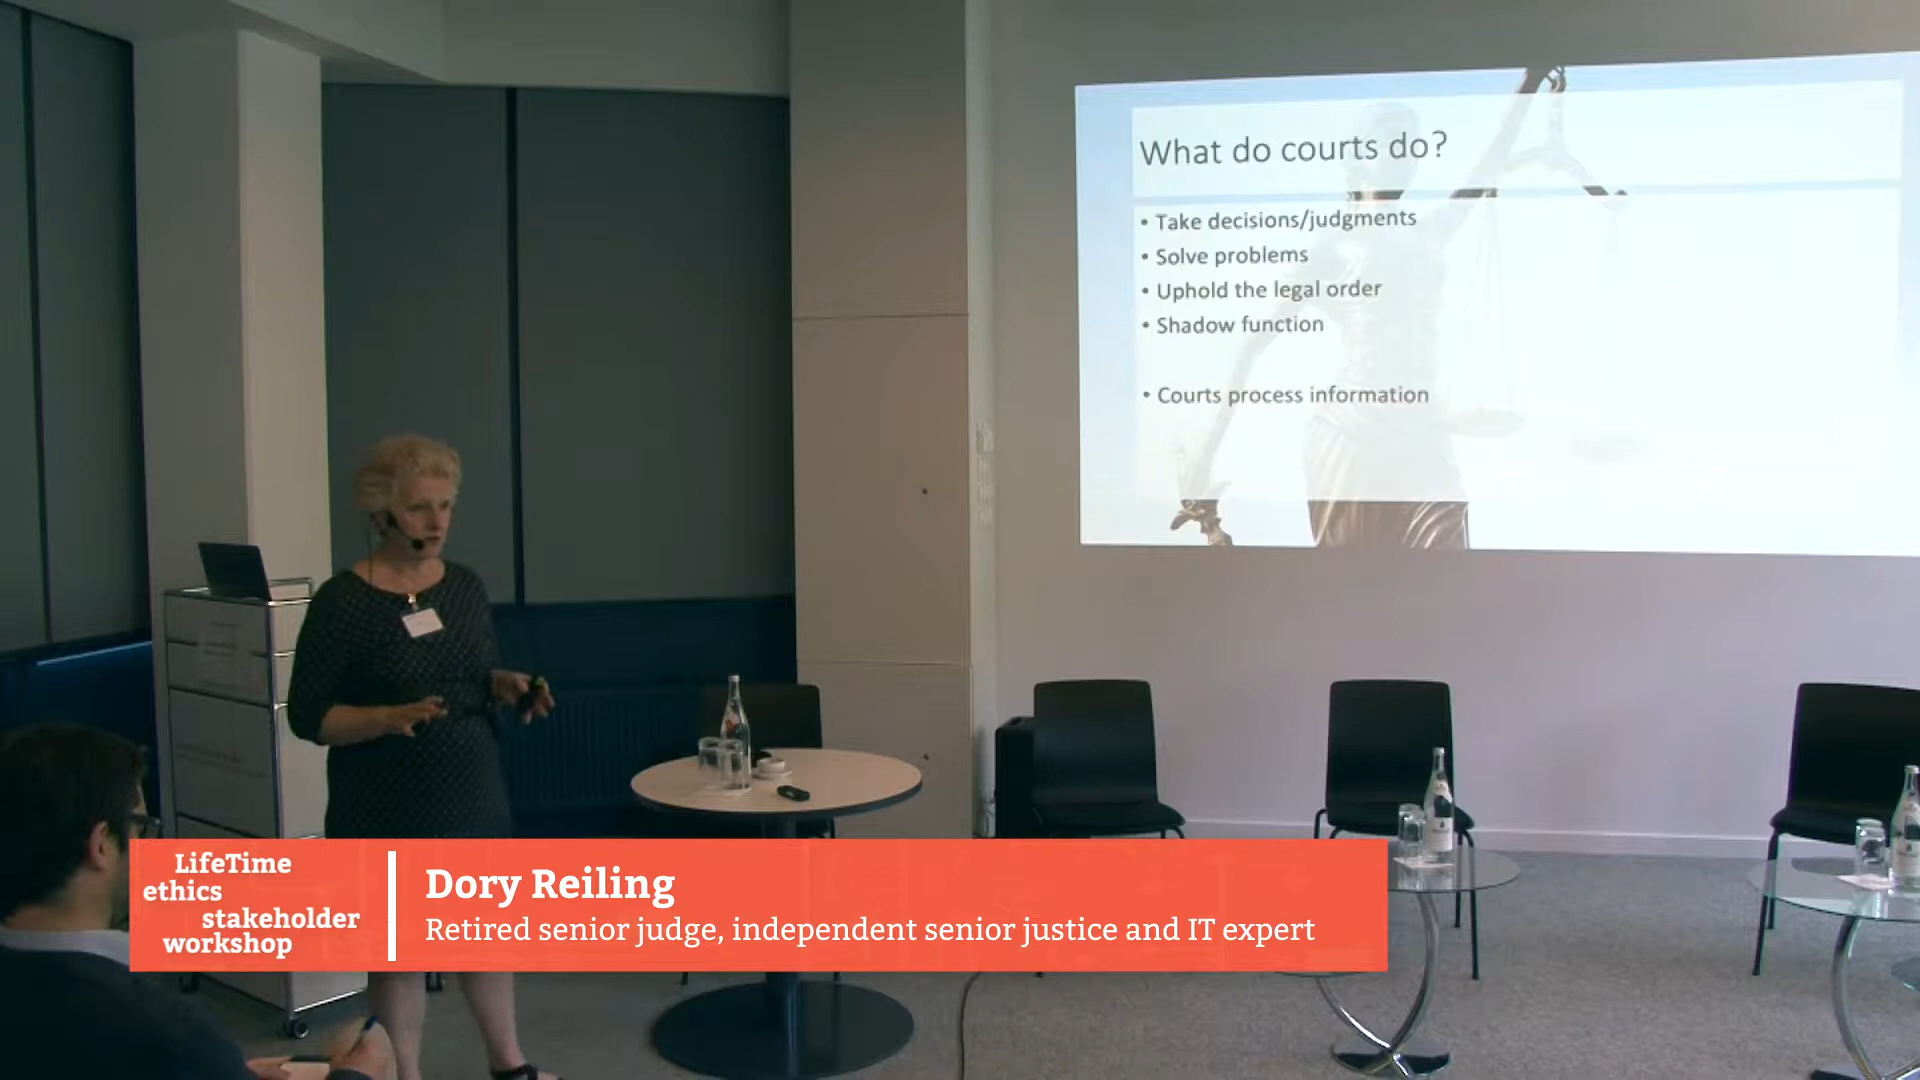 What do courts do?
• Take decisions/judgments
• Solve problems
• Uphold the legal order
• Shadow function
• Courts process information
LifeTime
ethics
stakeholder
workshop
Dory Reiling
Retired senior judge, independent senior justice and IT expert